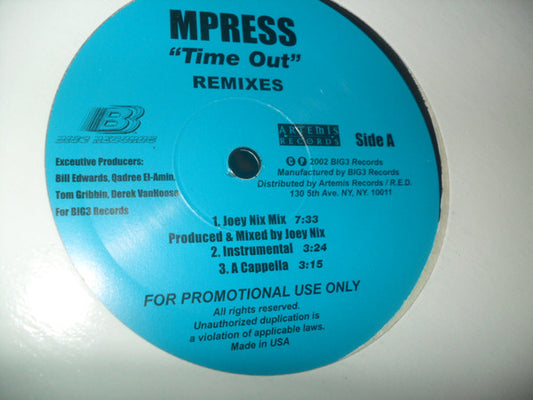 MPRESS
"Time Out"
REMIXES
B3
BIG3 RECORDS
ARTEMIS
RECORDS
Side A
Exceutive Producers:
Bill Edwards, Qadree El-Amin,
Tom Gribbin, Derek VanHoose
For BIG3 Records
© ℗ 2002 BIG3 Records
Manufactured by BIG3 Records
Distributed by Artemis Records / R.E.D.
130 5th Ave. NY, NY. 10011
1. Joey Nix Mix 7:33
Produced & Mixed by Joey Nix
2. Instrumental 3:24
3. A Cappella 3:15
FOR PROMOTIONAL USE ONLY
All rights reserved.
Unauthorized duplication is
a violation of applicable laws.
Made in USA